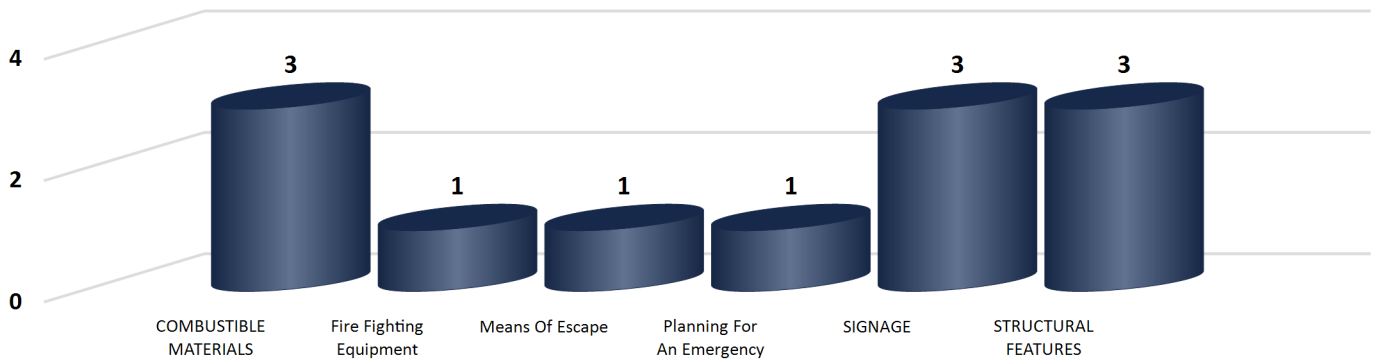 4
2
0
3
1
1
1
3
3
COMBUSTIBLE
MATERIALS
Fire Fighting
Equipment
Means Of Escape
Planning For
An Emergency
SIGNAGE
STRUCTURAL
FEATURES